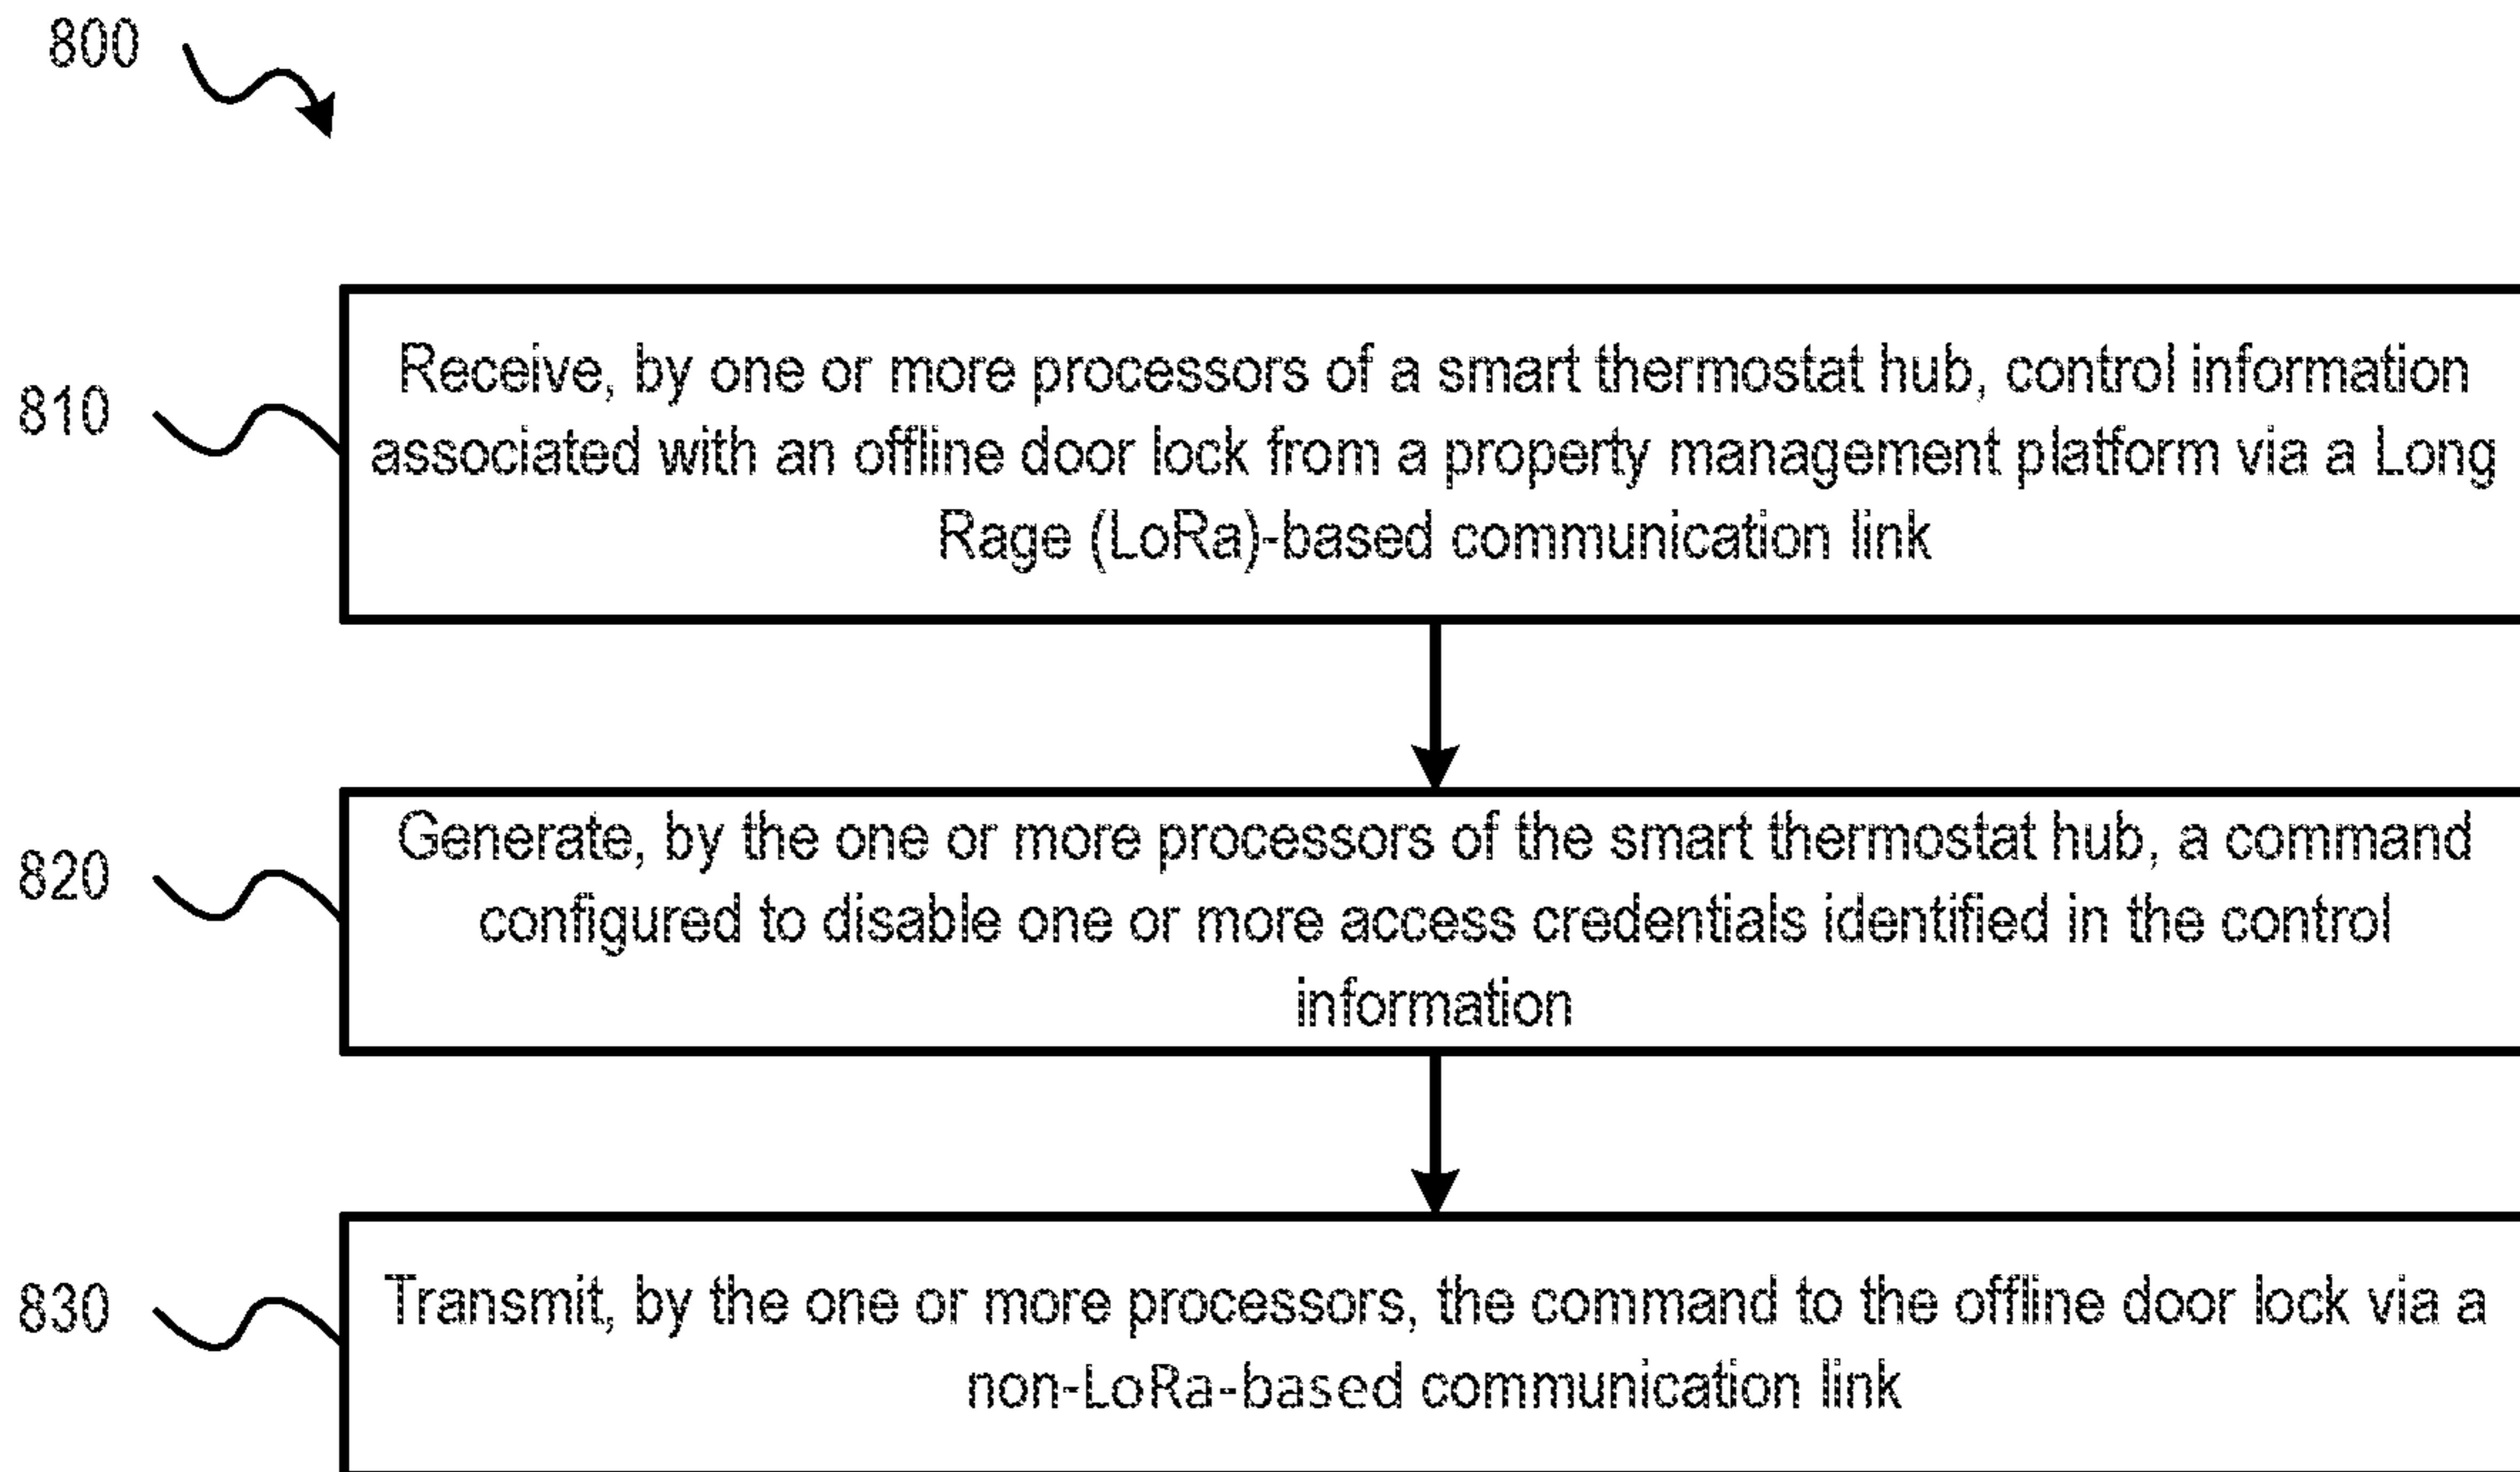 800
810
Receive, by one or more processors of a smart thermostat hub, control information
associated with an offline door lock from a property management platform via a Long
Rage (LoRa)-based communication link
820
Generate, by the one or more processors of the smart thermostat hub, a command
configured to disable one or more access credentials identified in the control
information
830
Transmit, by the one or more processors, the command to the offline door lock via a
non-LoRa-based communication link